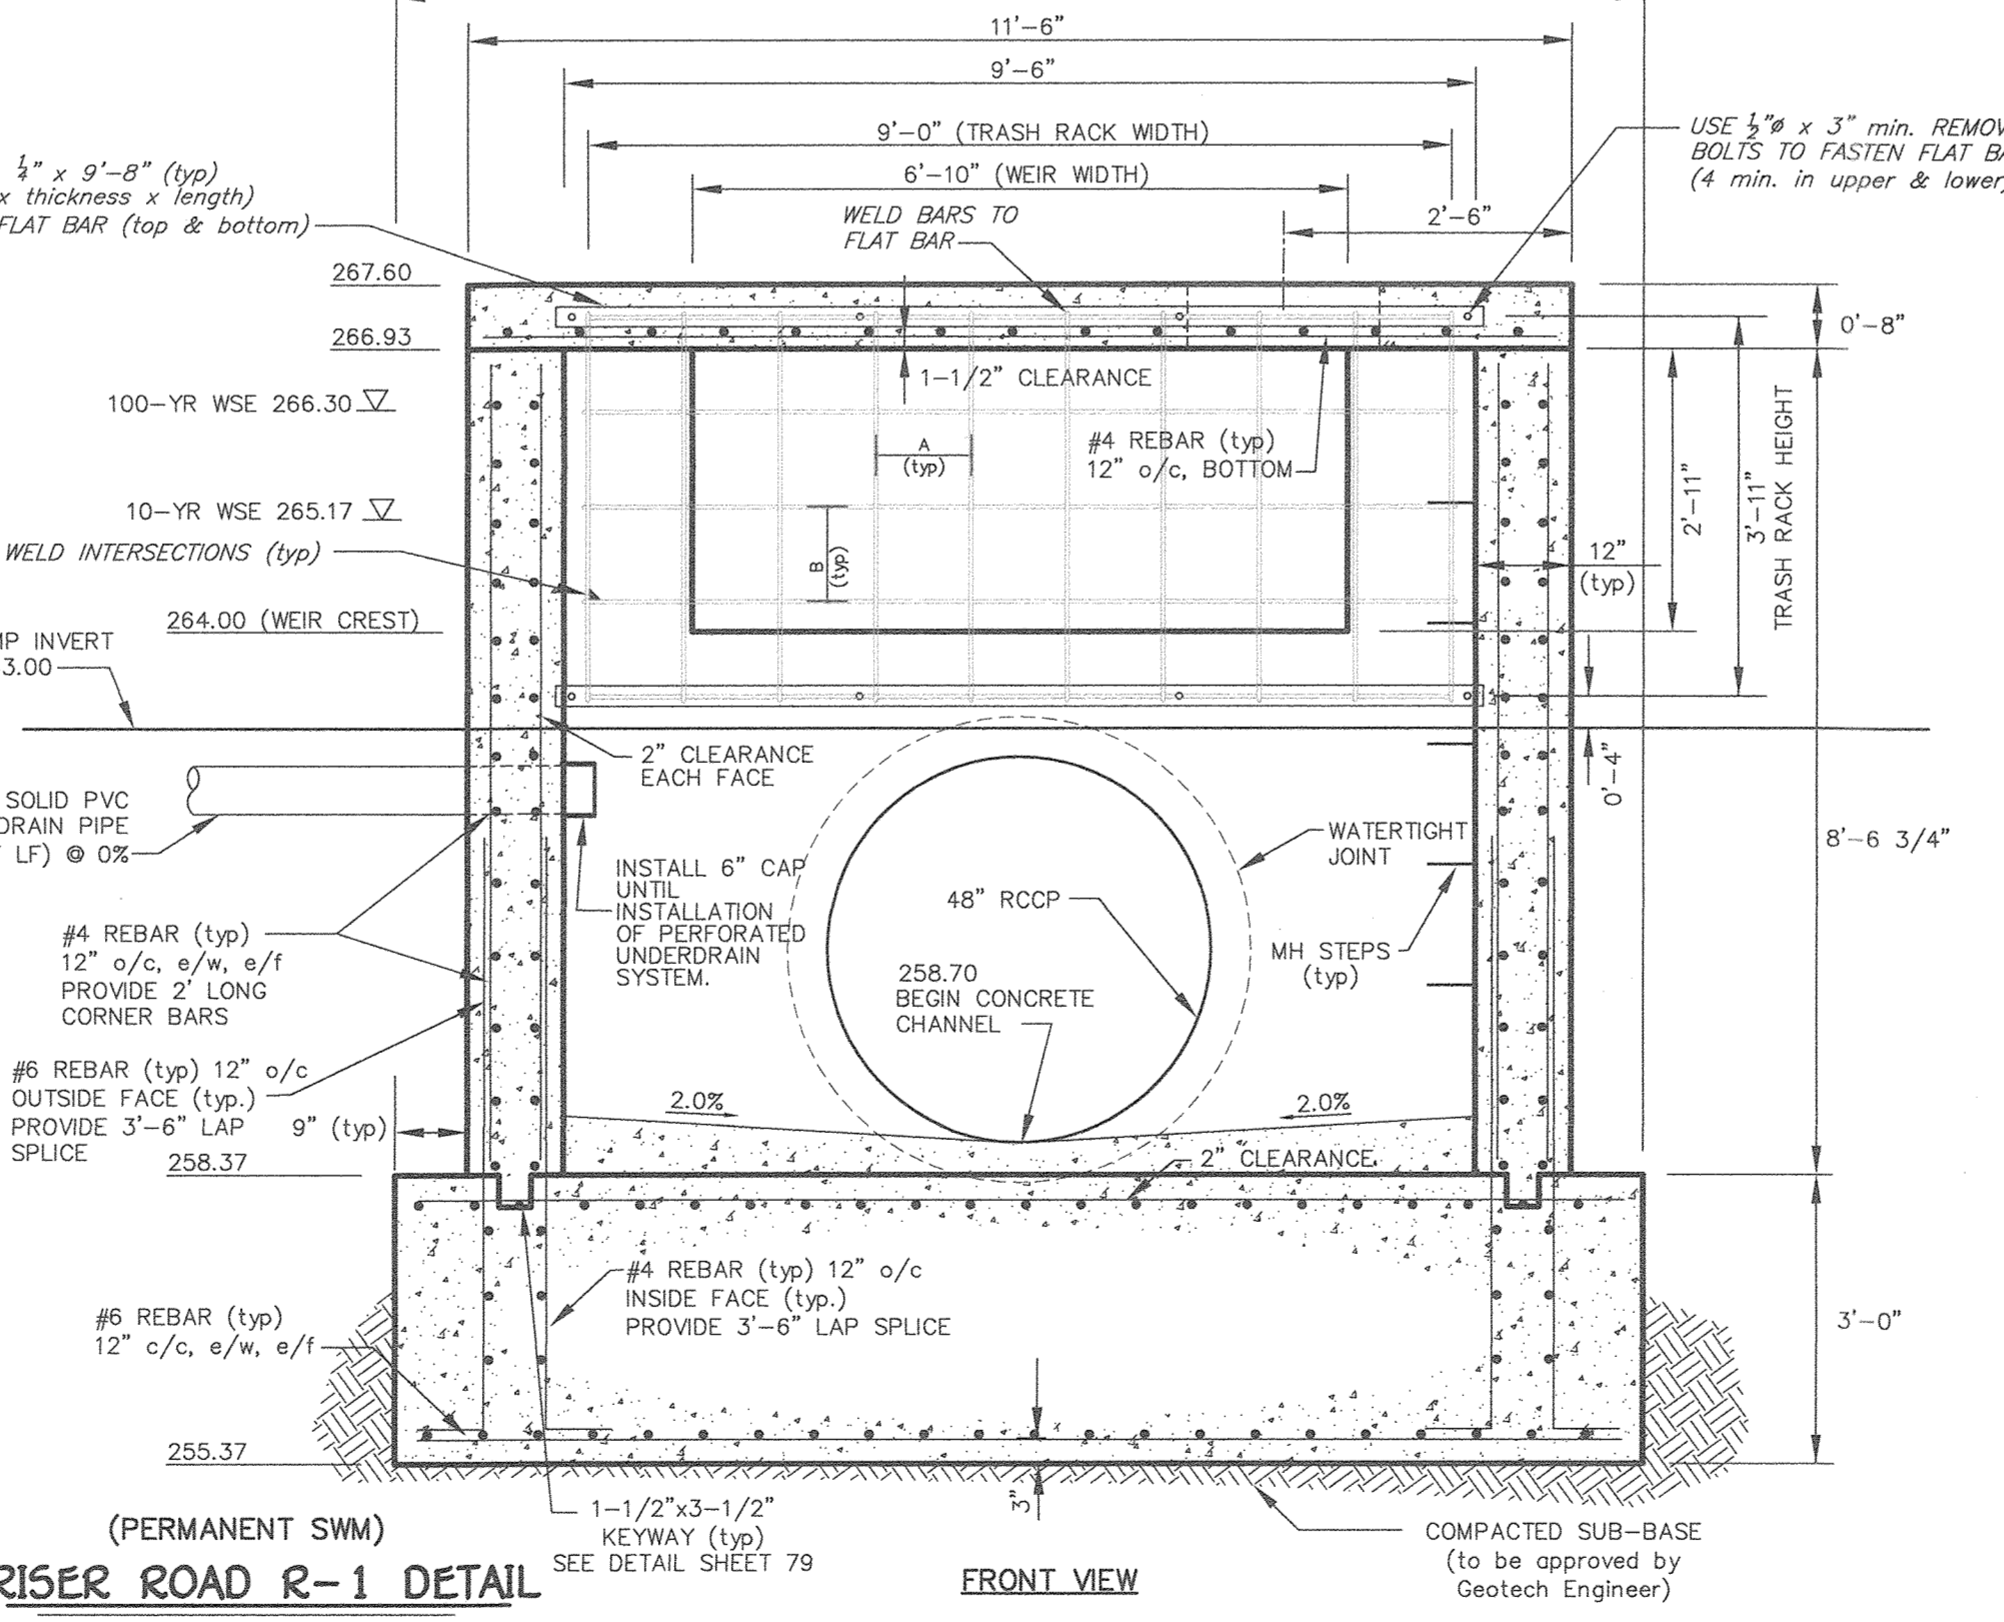 11'-6"
9'-6"
9'-0" (TRASH RACK WIDTH)
6'-10" (WEIR WIDTH)
WELD BARS TO
FLAT BAR
2'-6"
USE ½"ø x 3" min. REMOV
BOLTS TO FASTEN FLAT BA
(4 min. in upper & lower)
¼" x 9'-8" (typ)
x thickness x length)
FLAT BAR (top & bottom)
267.60
266.93
0'-8"
1-1/2" CLEARANCE
100-YR WSE 266.30
A
(typ)
#4 REBAR (typ)
12" o/c, BOTTOM
10-YR WSE 265.17
WELD INTERSECTIONS (typ)
B
(typ)
2'-11"
3'-11"
TRASH RACK HEIGHT
12"
(typ)
264.00 (WEIR CREST)
MP INVERT
3.00
2" CLEARANCE
EACH FACE
0'-4"
SOLID PVC
DRAIN PIPE
LF) @ 0%
WATERTIGHT
JOINT
8'-6 3/4"
INSTALL 6" CAP
UNTIL
INSTALLATION
OF PERFORATED
UNDERDRAIN
SYSTEM.
48" RCCP
#4 REBAR (typ)
12" o/c, e/w, e/f
PROVIDE 2' LONG
CORNER BARS
MH STEPS
(typ)
258.70
BEGIN CONCRETE
CHANNEL
#6 REBAR (typ) 12" o/c
OUTSIDE FACE (typ.)
PROVIDE 3'-6" LAP
SPLICE
9" (typ)
2.0%
2.0%
258.37
2" CLEARANCE
#4 REBAR (typ) 12" o/c
INSIDE FACE (typ.)
PROVIDE 3'-6" LAP SPLICE
#6 REBAR (typ)
12" c/c, e/w, e/f
3'-0"
255.37
3"
1-1/2"x3-1/2"
KEYWAY (typ)
SEE DETAIL SHEET 79
COMPACTED SUB-BASE
(to be approved by
Geotech Engineer)
(PERMANENT SWM)
RISER ROAD R-1 DETAIL
FRONT VIEW